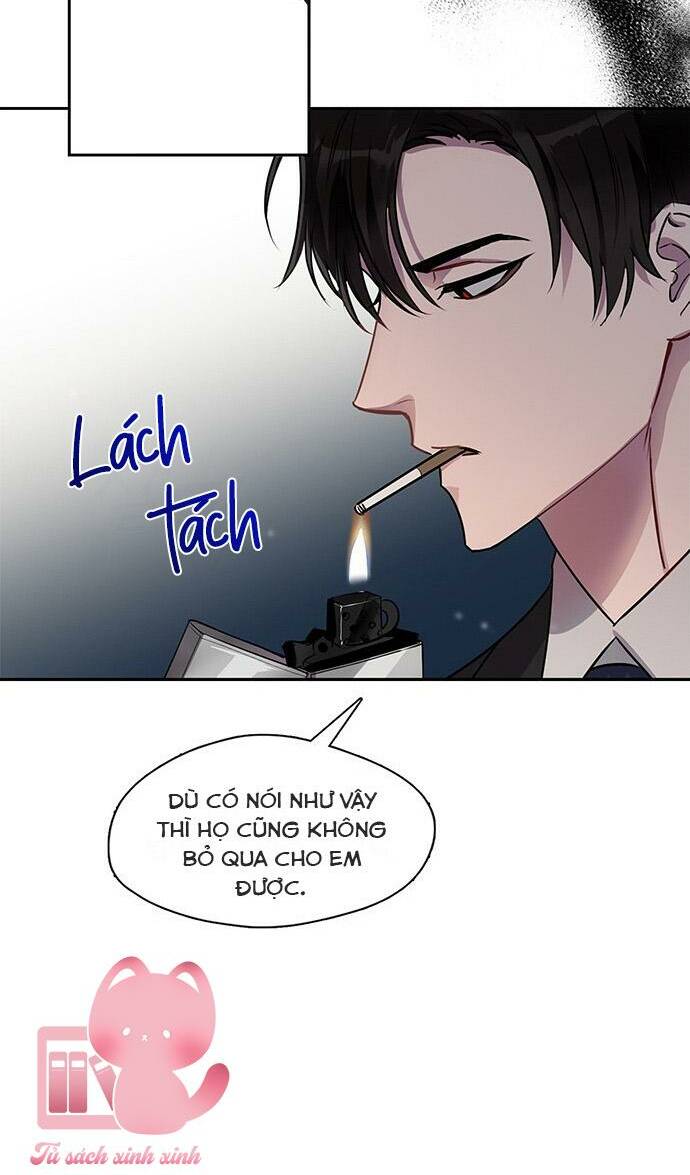 Lách
tách
DÙ CÓ NÓI NHƯ VẬY
THÌ HỌ CŨNG KHÔNG
BỎ QUA CHO EM
ĐƯỢC.
Tủ sách xinh xinh